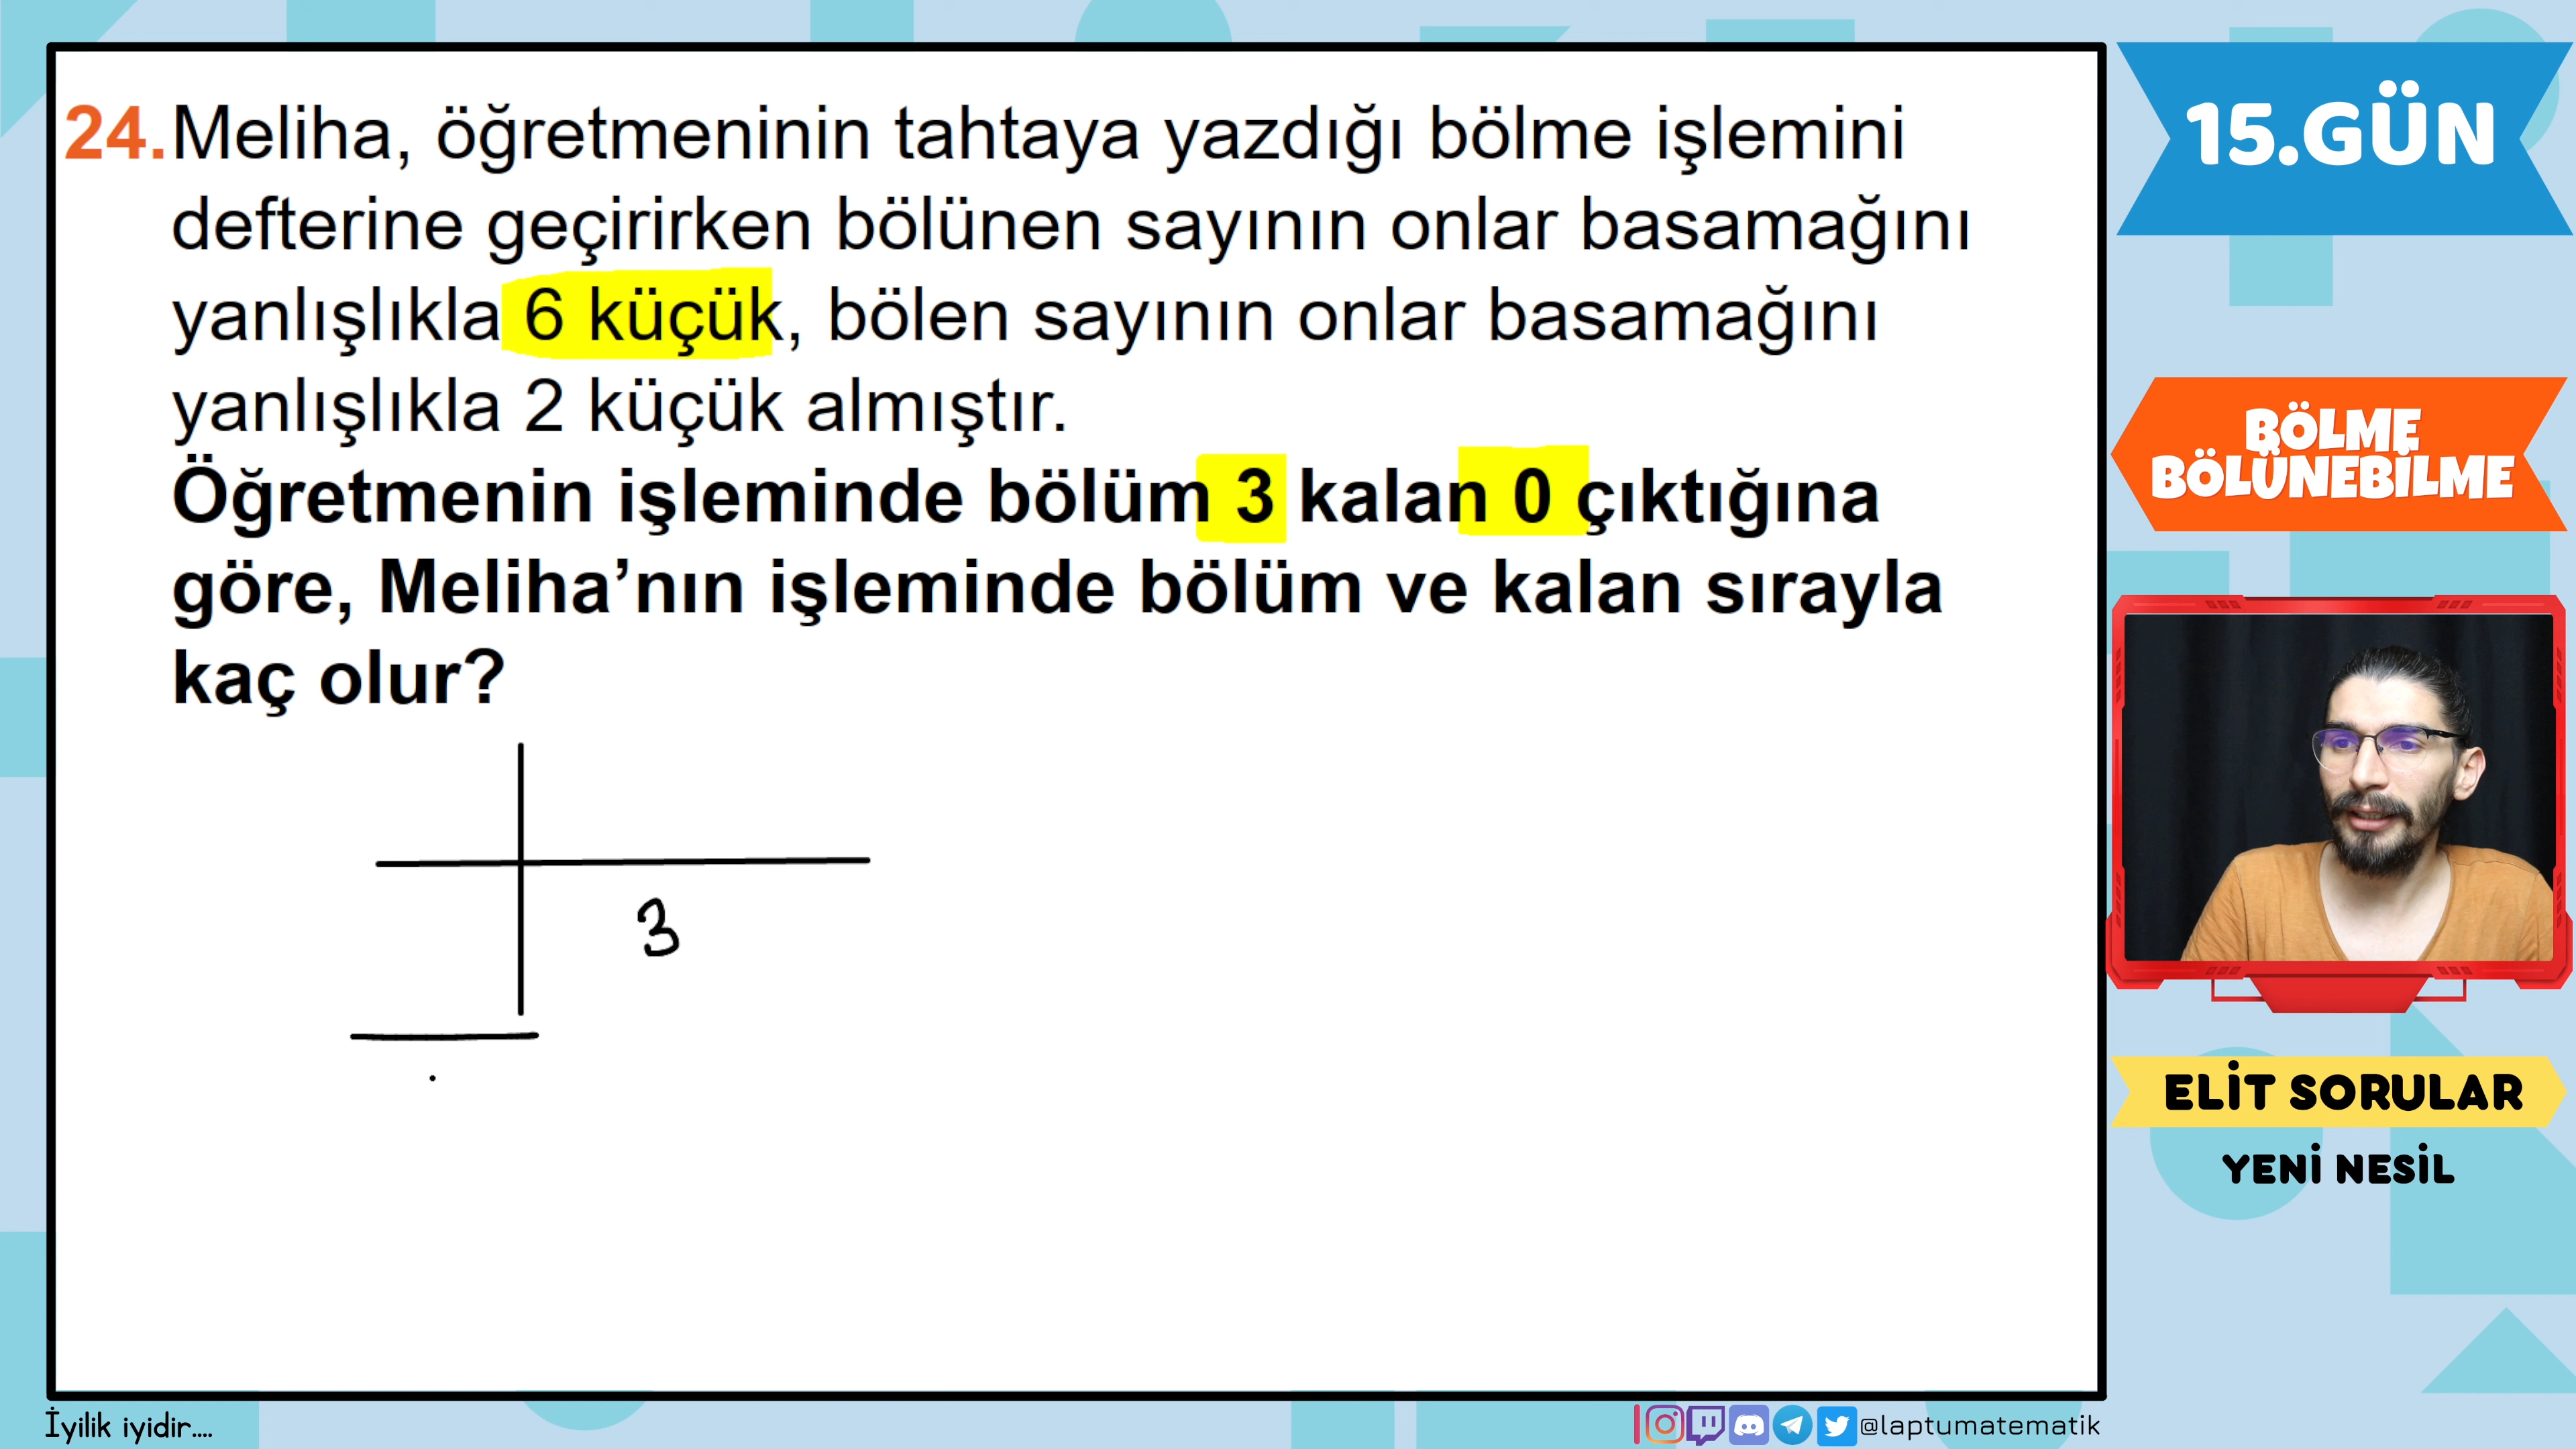 24. Meliha, öğretmeninin tahtaya yazdığı bölme işlemini
defterine geçirirken bölünen sayının onlar basamağını
yanlışlıkla 6 küçük, bölen sayının onlar basamağını
yanlışlıkla 2 küçük almıştır.
Öğretmenin işleminde bölüm 3 kalan 0 çıktığına
göre, Meliha’nın işleminde bölüm ve kalan sırayla
kaç olur?
3
15.GÜN
BÖLME
BÖLÜNEBİLME
ELİT SORULAR
YENİ NESİL
İyilik iyidir....
@laptumatematik